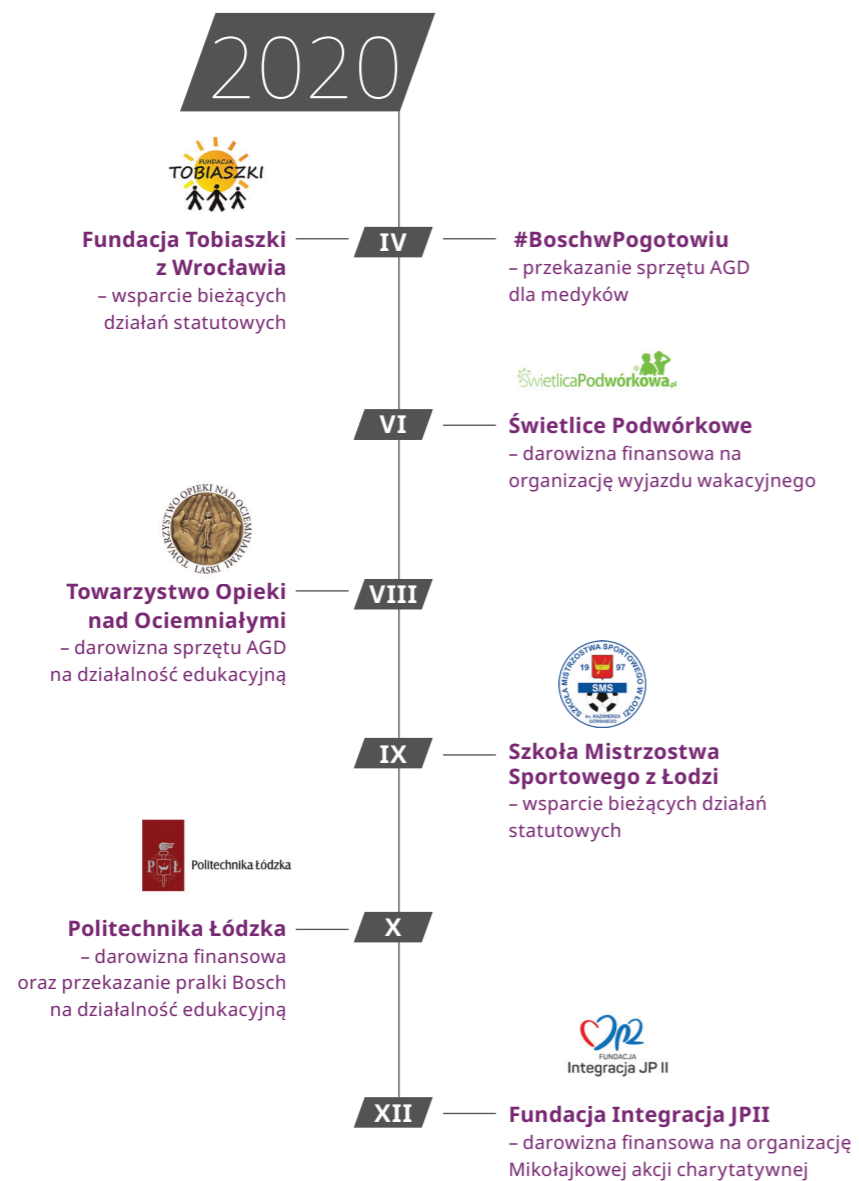 2020
FUNDACJA
TOBIASZKI
Fundacja Tobiaszki
z Wrocławia
– wsparcie bieżących
działań statutowych
IV
#BoschwPogotowiu
– przekazanie sprzętu AGD
dla medyków
ŚwietlicaPodwórkowa.pl
VI
Świetlice Podwórkowe
– darowizna finansowa na
organizację wyjazdu wakacyjnego
TOWARZYSTWO OPIEKI NAD OCIEMNIAŁYMI
LASKI
Towarzystwo Opieki
nad Ociemniałymi
– darowizna sprzętu AGD
na działalność edukacyjną
VIII
SZKOŁA MISTRZOSTWA SPORTOWEGO W ŁODZI
19 97
SMS
im. KAZIMIERZA
GÓRSKIEGO
IX
Szkoła Mistrzostwa
Sportowego z Łodzi
– wsparcie bieżących działań
statutowych
P Ł
Politechnika Łódzka
Politechnika Łódzka
– darowizna finansowa
oraz przekazanie pralki Bosch
na działalność edukacyjną
X
JP2
FUNDACJA
Integracja JP II
XII
Fundacja Integracja JPII
– darowizna finansowa na organizację
Mikołajkowej akcji charytatywnej